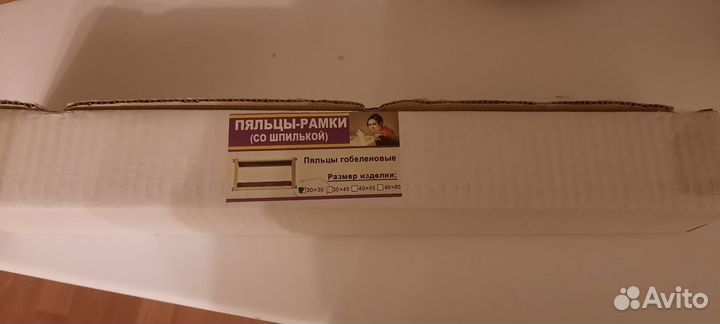 ПЯЛЬЦЫ-РАМКИ
(СО ШПИЛЬКОЙ)
Пяльцы гобеленовые
Размер изделия:
30×30 30×45 40×45 40×80
Avito